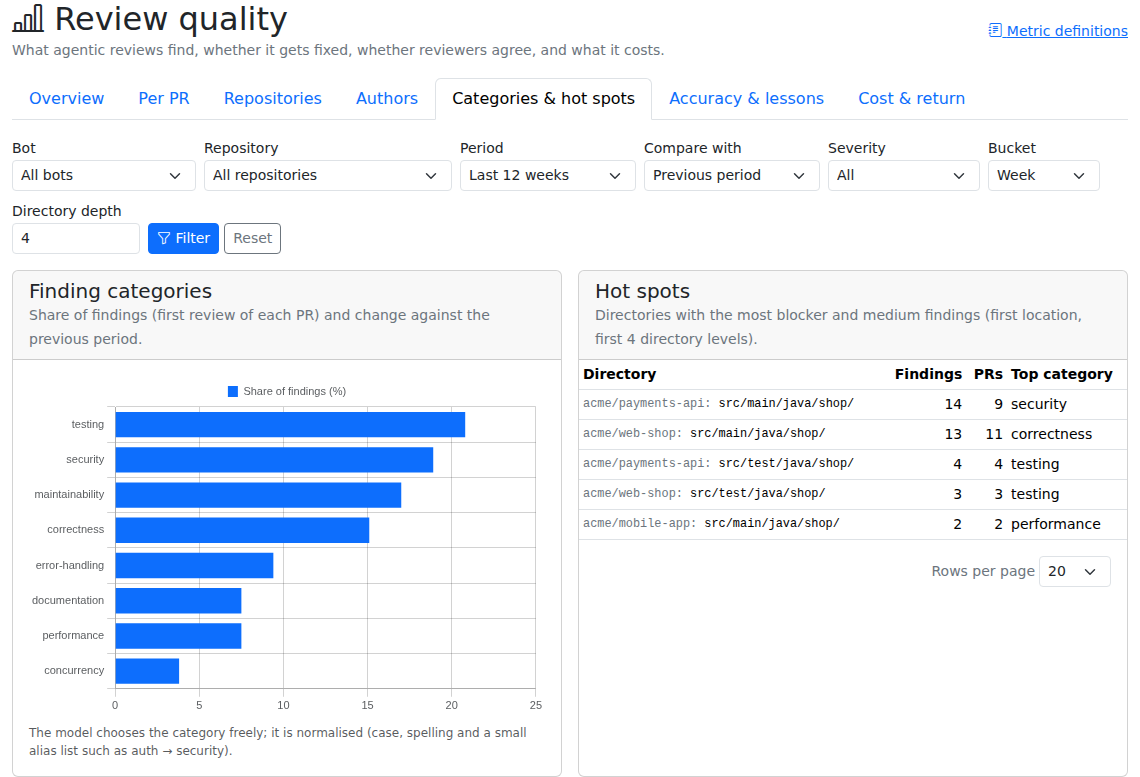 Review quality
Metric definitions
What agentic reviews find, whether it gets fixed, whether reviewers agree, and what it costs.
Overview Per PR Repositories Authors Categories & hot spots Accuracy & lessons Cost & return
Bot Repository Period Compare with Severity Bucket
All bots All repositories Last 12 weeks Previous period All Week
Directory depth
4 Filter Reset
Finding categories
Share of findings (first review of each PR) and change against the
previous period.
Share of findings (%)
testing
security
maintainability
correctness
error-handling
documentation
performance
concurrency
0 5 10 15 20 25
The model chooses the category freely; it is normalised (case, spelling and a small
alias list such as auth → security).
Hot spots
Directories with the most blocker and medium findings (first location,
first 4 directory levels).
Directory Findings PRs Top category
acme/payments-api: src/main/java/shop/ 14 9 security
acme/web-shop: src/main/java/shop/ 13 11 correctness
acme/payments-api: src/test/java/shop/ 4 4 testing
acme/web-shop: src/test/java/shop/ 3 3 testing
acme/mobile-app: src/main/java/shop/ 2 2 performance
Rows per page 20